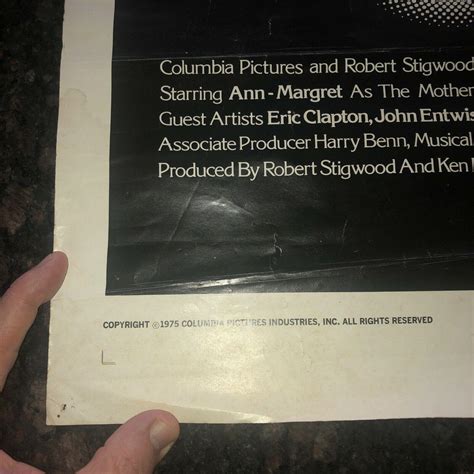 Columbia Pictures and Robert Stigwood
Starring Ann-Margret As The Mother
Guest Artists Eric Clapton, John Entwis
Associate Producer Harry Benn, Musical
Produced By Robert Stigwood And Ken
COPYRIGHT ©1975 COLUMBIA PICTURES INDUSTRIES, INC. ALL RIGHTS RESERVED